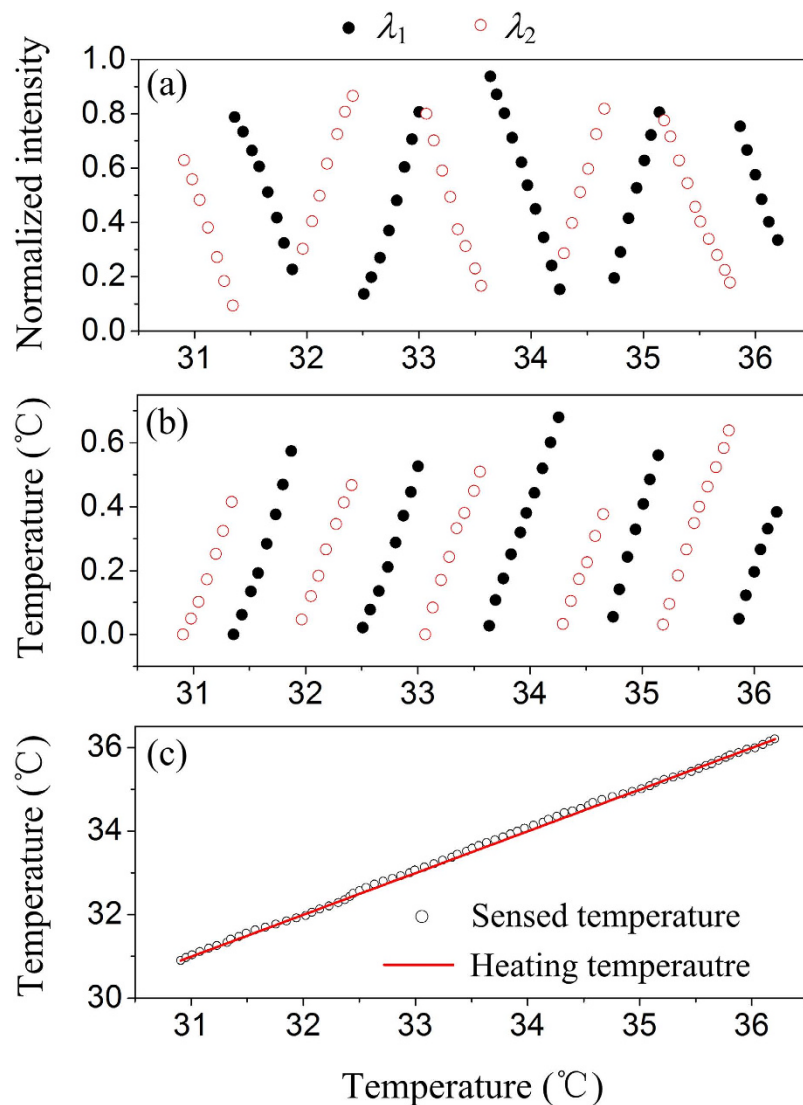 λ1 λ2
(a)
Normalized intensity
1.0
0.8
0.6
0.4
0.2
0.0
31 32 33 34 35 36
(b)
Temperature (℃)
0.6
0.4
0.2
0.0
31 32 33 34 35 36
(c)
Temperature (℃)
36
34
32
30
Sensed temperature
Heating temperautre
31 32 33 34 35 36
Temperature (℃)